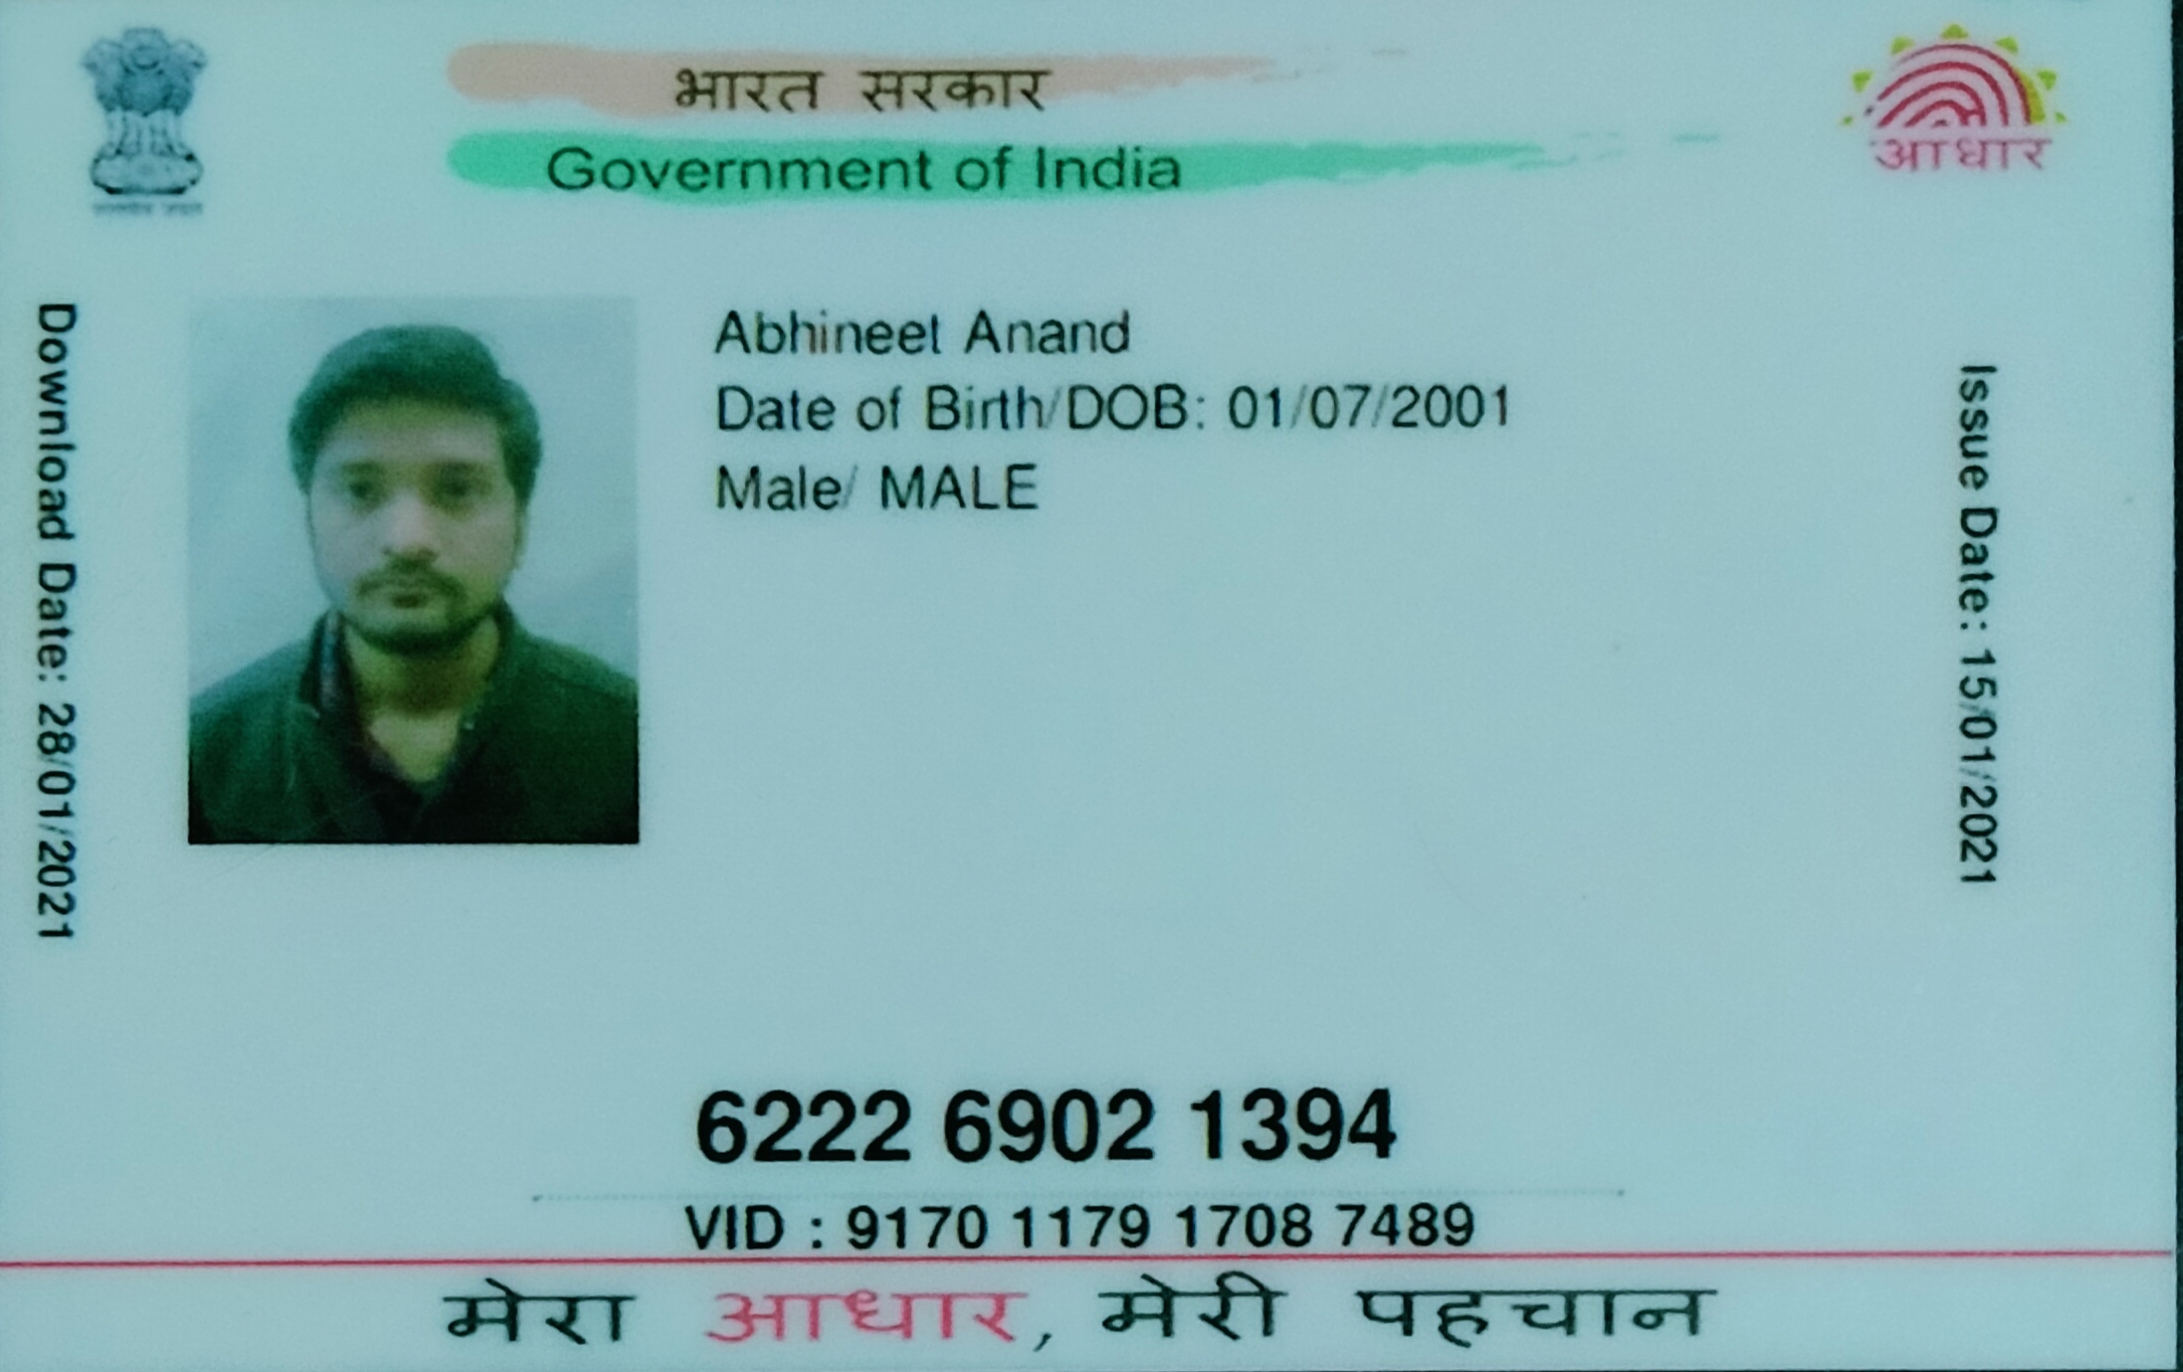 भारत सरकार
Government of India
आधार
Abhineet Anand
Date of Birth/DOB: 01/07/2001
Male/ MALE
Download Date: 28/01/2021
Issue Date: 15/01/2021
6222 6902 1394
VID : 9170 1179 1708 7489
मेरा आधार, मेरी पहचान